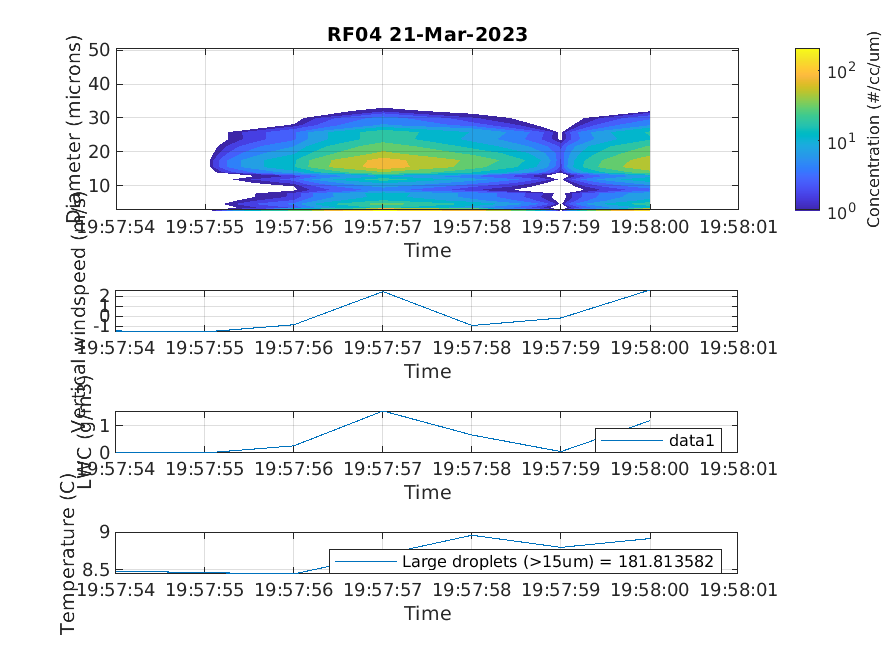 RF04 21-Mar-2023
Diameter (microns)
50
40
30
20
10
19:57:54 19:57:55 19:57:56 19:57:57 19:57:58 19:57:59 19:58:00 19:58:01
Time
10^2
10^1
10^0
Concentration (#/cc/um)
Vertical windspeed (m/s)
2
1
0
-1
19:57:54 19:57:55 19:57:56 19:57:57 19:57:58 19:57:59 19:58:00 19:58:01
Time
LWC (g/m3)
1
0
data1
19:57:54 19:57:55 19:57:56 19:57:57 19:57:58 19:57:59 19:58:00 19:58:01
Time
Temperature (C)
9
8.5
Large droplets (>15um) = 181.813582
19:57:54 19:57:55 19:57:56 19:57:57 19:57:58 19:57:59 19:58:00 19:58:01
Time